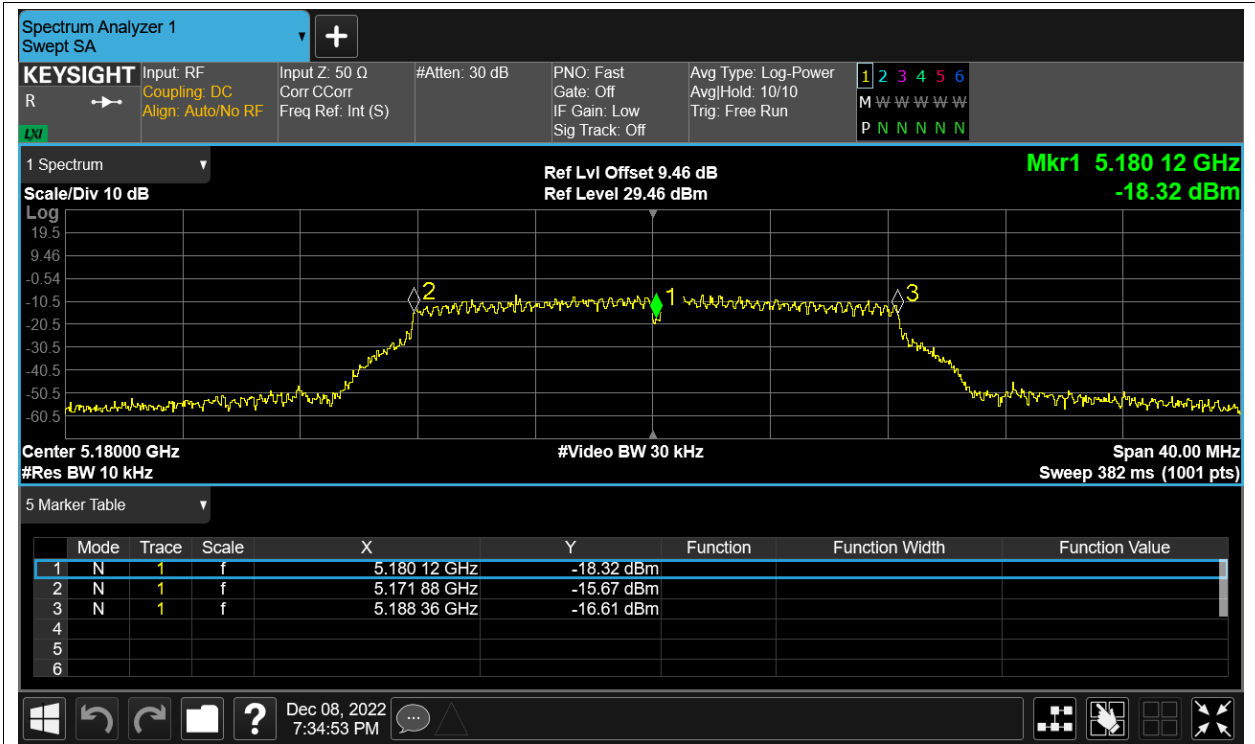 Spectrum Analyzer 1
Swept SA
KEYSIGHT
R
LXI
Input: RF
Coupling: DC
Align: Auto/No RF
Input Z: 50 Ω
Corr CCorr
Freq Ref: Int (S)
#Atten: 30 dB
PNO: Fast
Gate: Off
IF Gain: Low
Sig Track: Off
Avg Type: Log-Power
Avg|Hold: 10/10
Trig: Free Run
1 2 3 4 5 6
M W W W W W
P N N N N N
1 Spectrum
Scale/Div 10 dB
Ref Lvl Offset 9.46 dB
Ref Level 29.46 dBm
Mkr1 5.180 12 GHz
-18.32 dBm
Log
19.5
9.46
-0.54
-10.5
-20.5
-30.5
-40.5
-50.5
-60.5
2
1
3
Center 5.18000 GHz
#Res BW 10 kHz
#Video BW 30 kHz
Span 40.00 MHz
Sweep 382 ms (1001 pts)
5 Marker Table
Mode Trace Scale X Y Function Function Width Function Value
1 N 1 f 5.180 12 GHz -18.32 dBm
2 N 1 f 5.171 88 GHz -15.67 dBm
3 N 1 f 5.188 36 GHz -16.61 dBm
4
5
6
?
Dec 08, 2022
7:34:53 PM